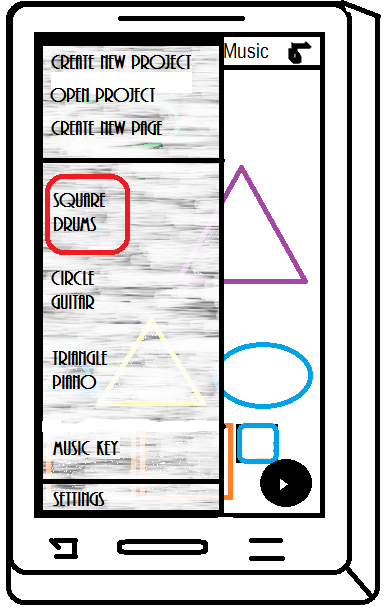 CREATE NEW PROJECT
Music
OPEN PROJECT
CREATE NEW PAGE
SQUARE
DRUMS
CIRCLE
GUITAR
TRIANGLE
PIANO
MUSIC KEY
SETTINGS